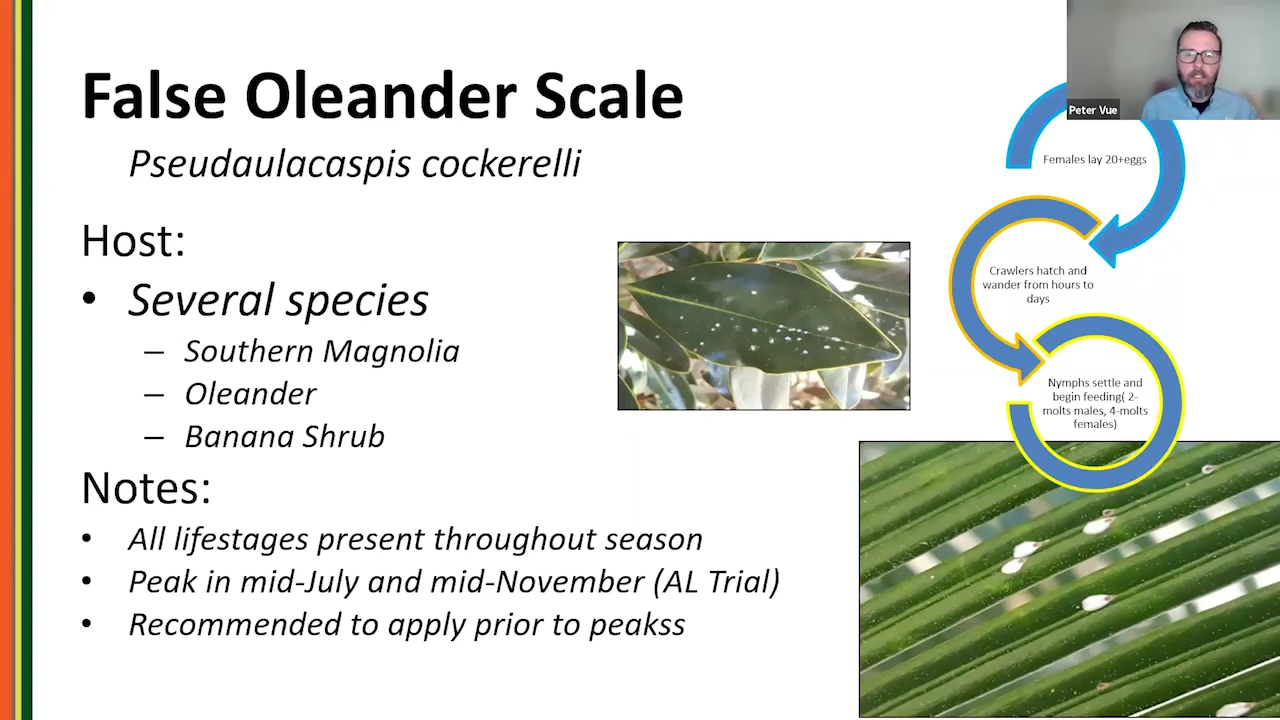 False Oleander Scale
Pseudaulacaspis cockerelli
Host:
• Several species
– Southern Magnolia
– Oleander
– Banana Shrub
Notes:
• All lifestages present throughout season
• Peak in mid-July and mid-November (AL Trial)
• Recommended to apply prior to peakss
Peter Vue
Females lay 20+eggs
Crawlers hatch and
wander from hours to
days
Nymphs settle and
begin feeding( 2-
molts males, 4-molts
females)